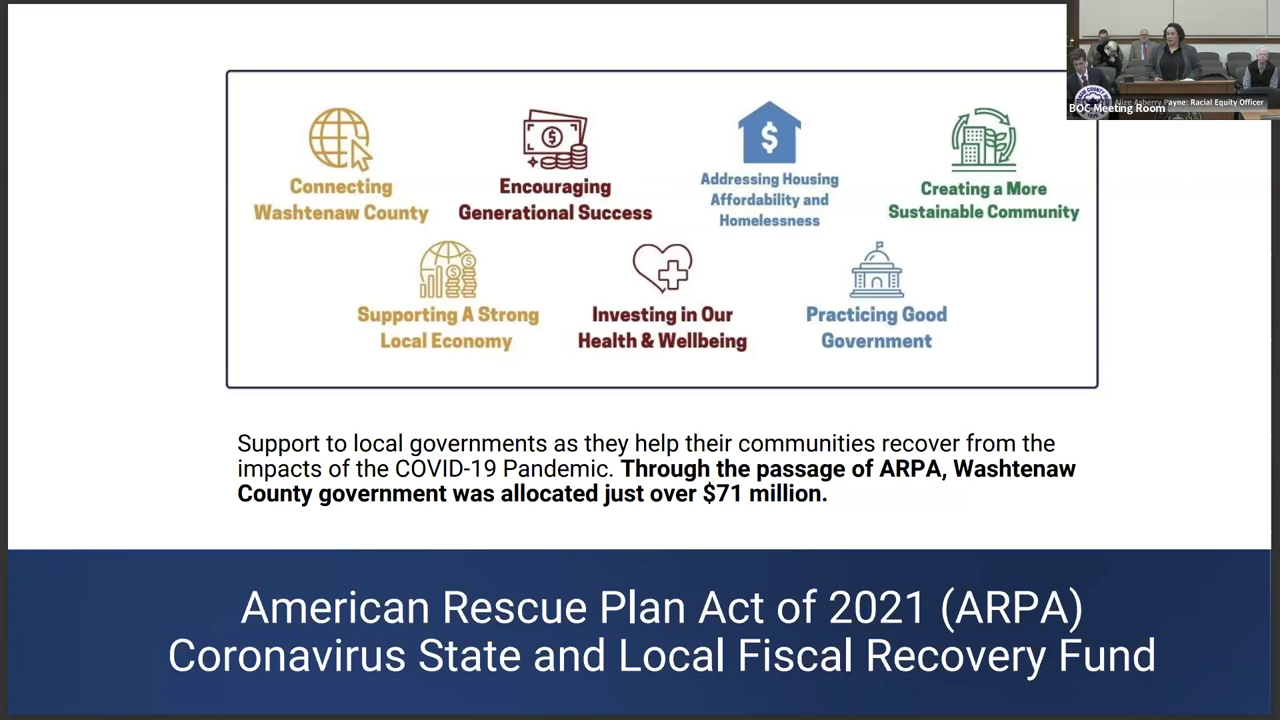 Connecting
Washtenaw County
Encouraging
Generational Success
Addressing Housing
Affordability and
Homelessness
Creating a More
Sustainable Community
Supporting A Strong
Local Economy
Investing in Our
Health & Wellbeing
Practicing Good
Government
Support to local governments as they help their communities recover from the
impacts of the COVID-19 Pandemic. Through the passage of ARPA, Washtenaw
County government was allocated just over $71 million.
American Rescue Plan Act of 2021 (ARPA)
Coronavirus State and Local Fiscal Recovery Fund
Alize Asberry Payne: Racial Equity Officer
BOC Meeting Room